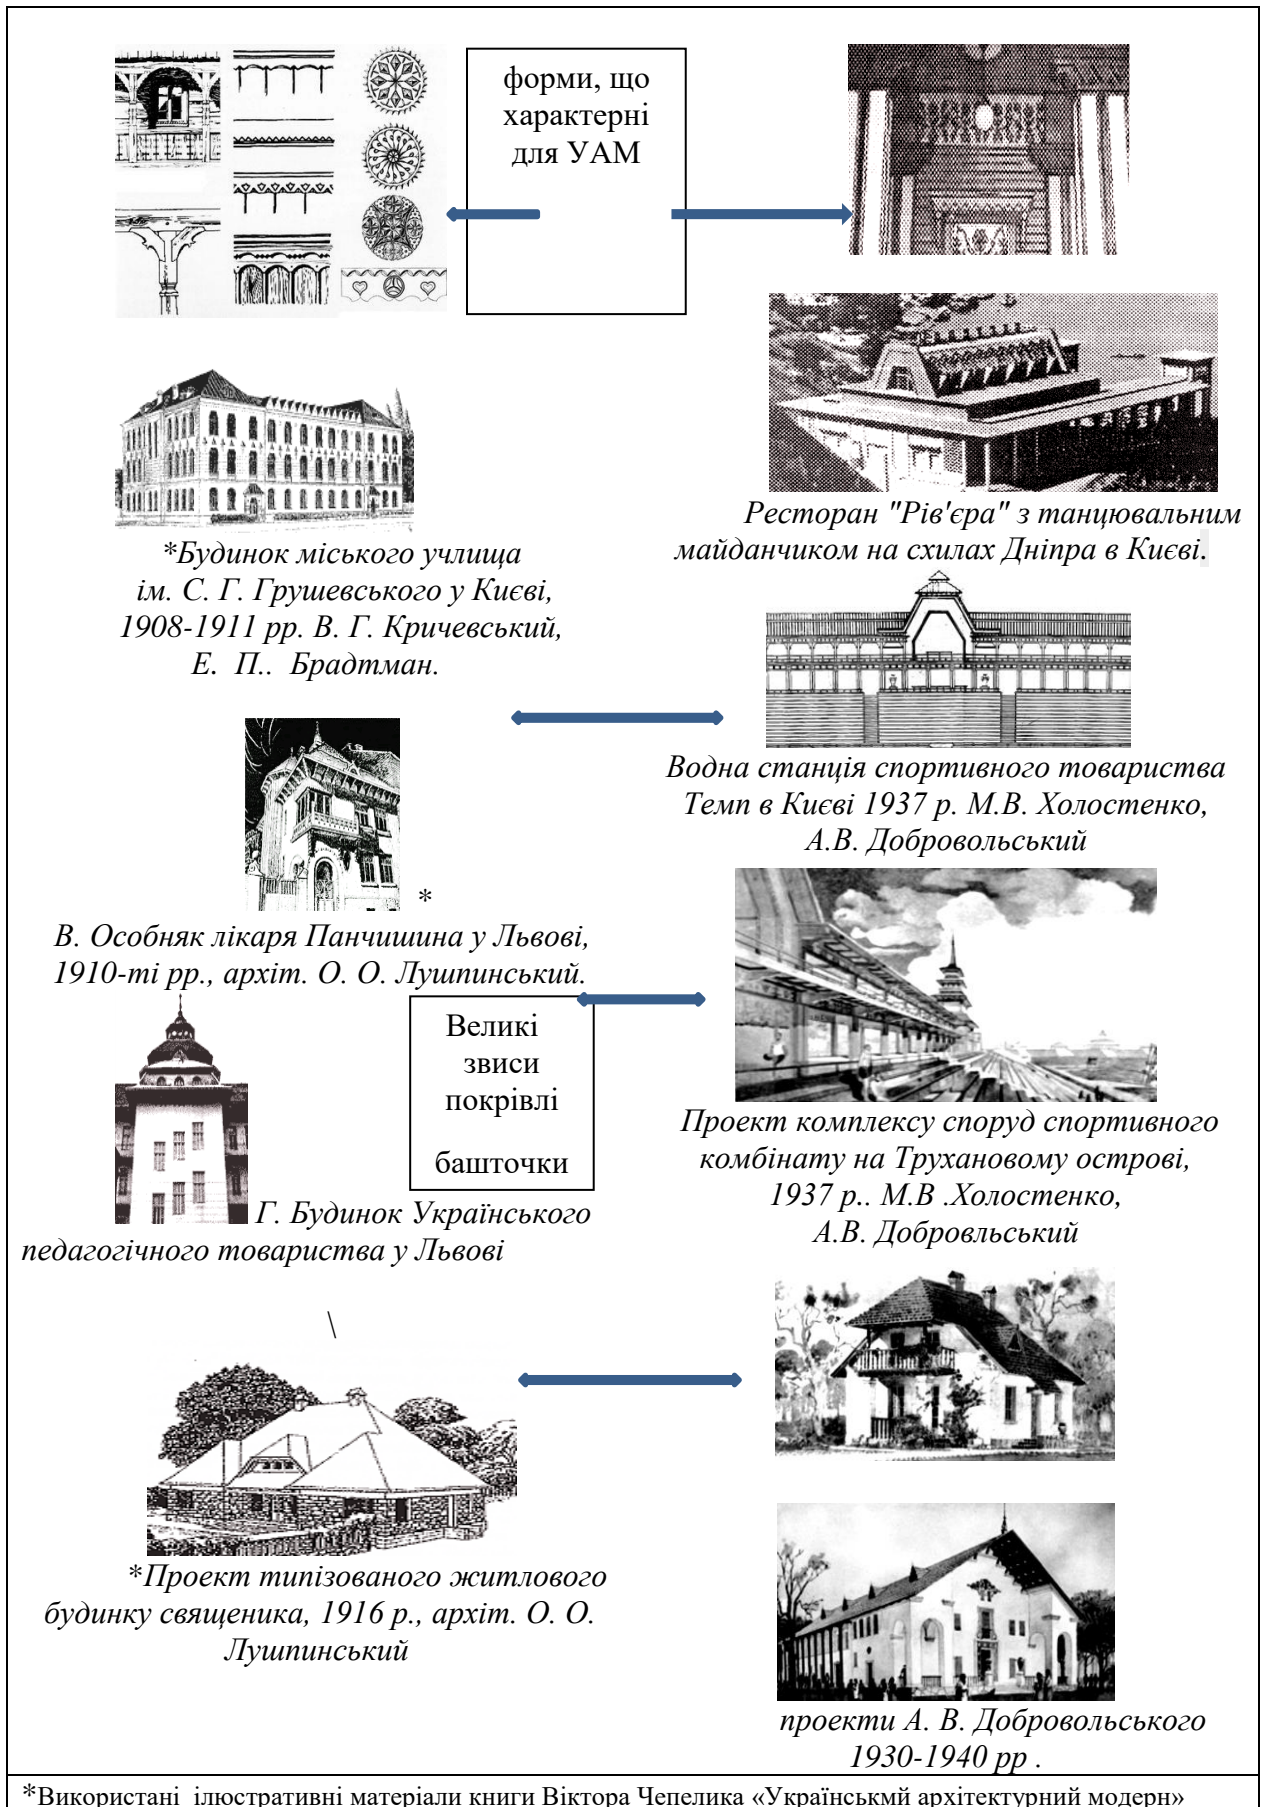 форми, що
характерні
для УАМ
Ресторан "Рів'єра" з танцювальним
майданчиком на схилах Дніпра в Києві.
*Будинок міського учлища
ім. С. Г. Грушевського у Києві,
1908-1911 рр. В. Г. Кричевський,
Е. П.. Брадтман.
Водна станція спортивного товариства
Темп в Києві 1937 р. М.В. Холостенко,
А.В. Добровольський
*
В. Особняк лікаря Панчишина у Львові,
1910-ті рр., архіт. О. О. Лушпинський.
Великі
звиси
покрівлі
башточки
Проект комплексу споруд спортивного
комбінату на Трухановому острові,
1937 р.. М.В .Холостенко,
А.В. Добровльський
Г. Будинок Українського
педагогічного товариства у Львові
\
*Проект типізованого житлового
будинку священика, 1916 р., архіт. О. О.
Лушпинський
проекти А. В. Добровольського
1930-1940 рр .
*Використані ілюстративні матеріали книги Віктора Чепелика «Українськмй архітектурний модерн»